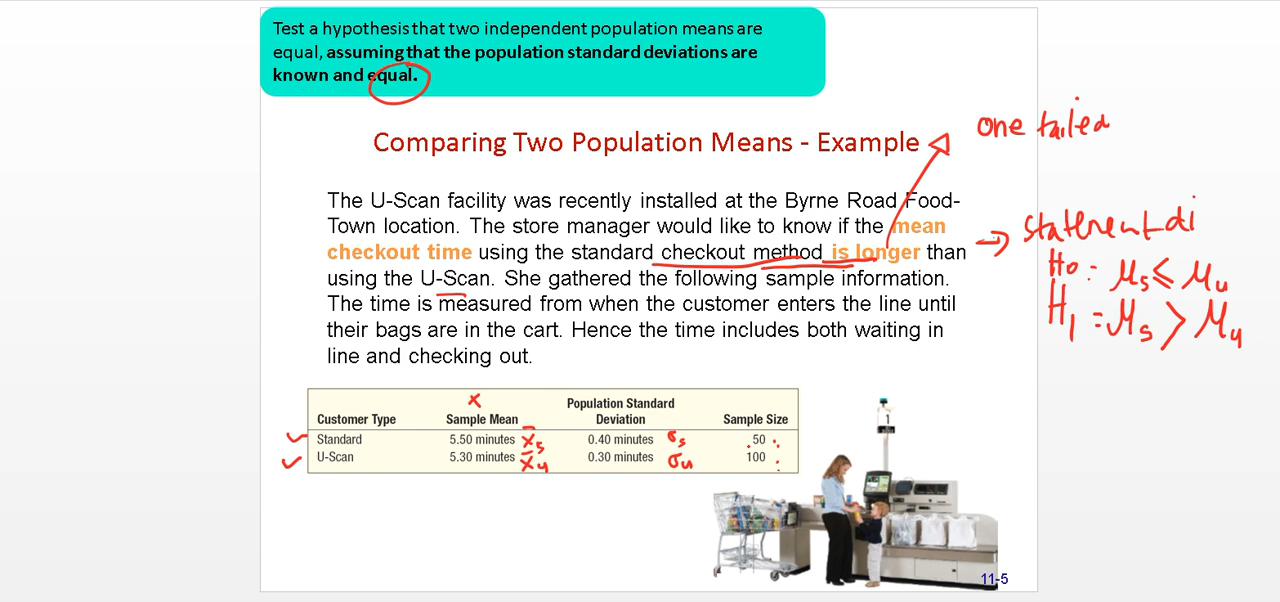 Test a hypothesis that two independent population means are
equal, assuming that the population standard deviations are
known and equal.
Comparing Two Population Means - Example
one tailed
The U-Scan facility was recently installed at the Byrne Road Food-
Town location. The store manager would like to know if the mean
checkout time using the standard checkout method is longer than
using the U-Scan. She gathered the following sample information.
The time is measured from when the customer enters the line until
their bags are in the cart. Hence the time includes both waiting in
line and checking out.
statement di
H₀ : μₛ ≤ μᵤ
H₁ : μₛ > μᵤ
x
Customer Type Sample Mean Population Standard Deviation Sample Size
Standard 5.50 minutes x̄ₛ 0.40 minutes σₛ 50
U-Scan 5.30 minutes x̄ᵤ 0.30 minutes σᵤ 100
1
11-5